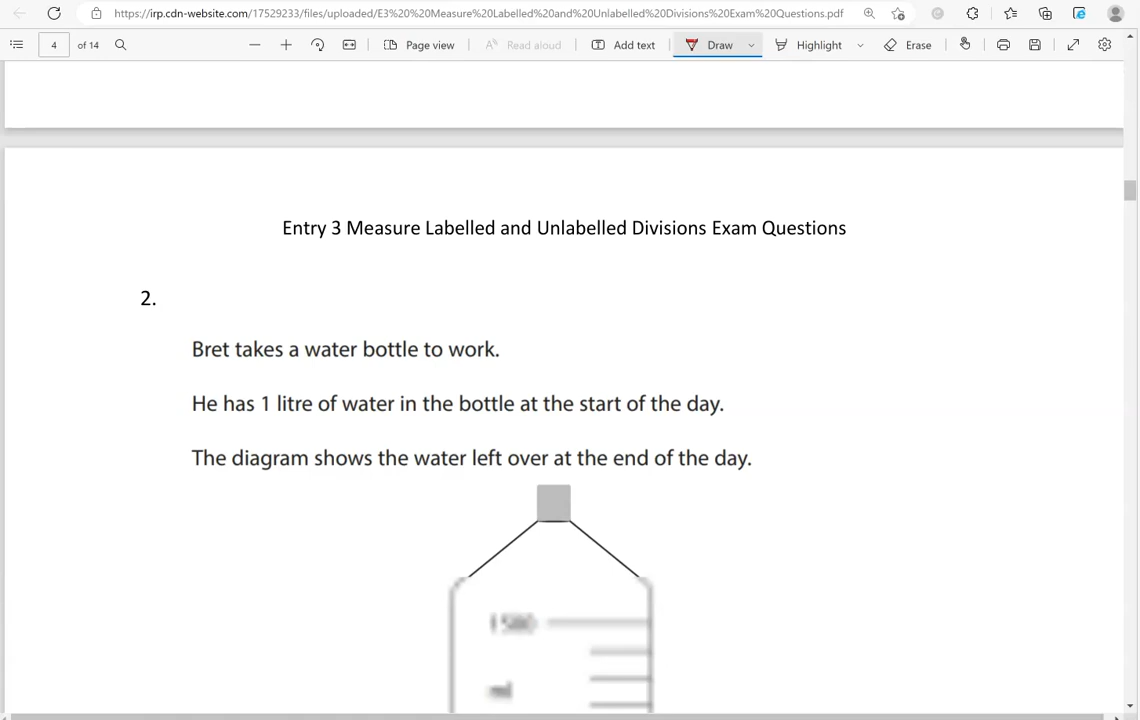 https://irp.cdn-website.com/17529233/files/uploaded/E3%20%20Measure%20Labelled%20and%20Unlabelled%20Divisions%20Exam%20Questions.pdf
4 of 14 Page view Read aloud Add text Draw Highlight Erase
Entry 3 Measure Labelled and Unlabelled Divisions Exam Questions
2.
Bret takes a water bottle to work.
He has 1 litre of water in the bottle at the start of the day.
The diagram shows the water left over at the end of the day.
1500
ml